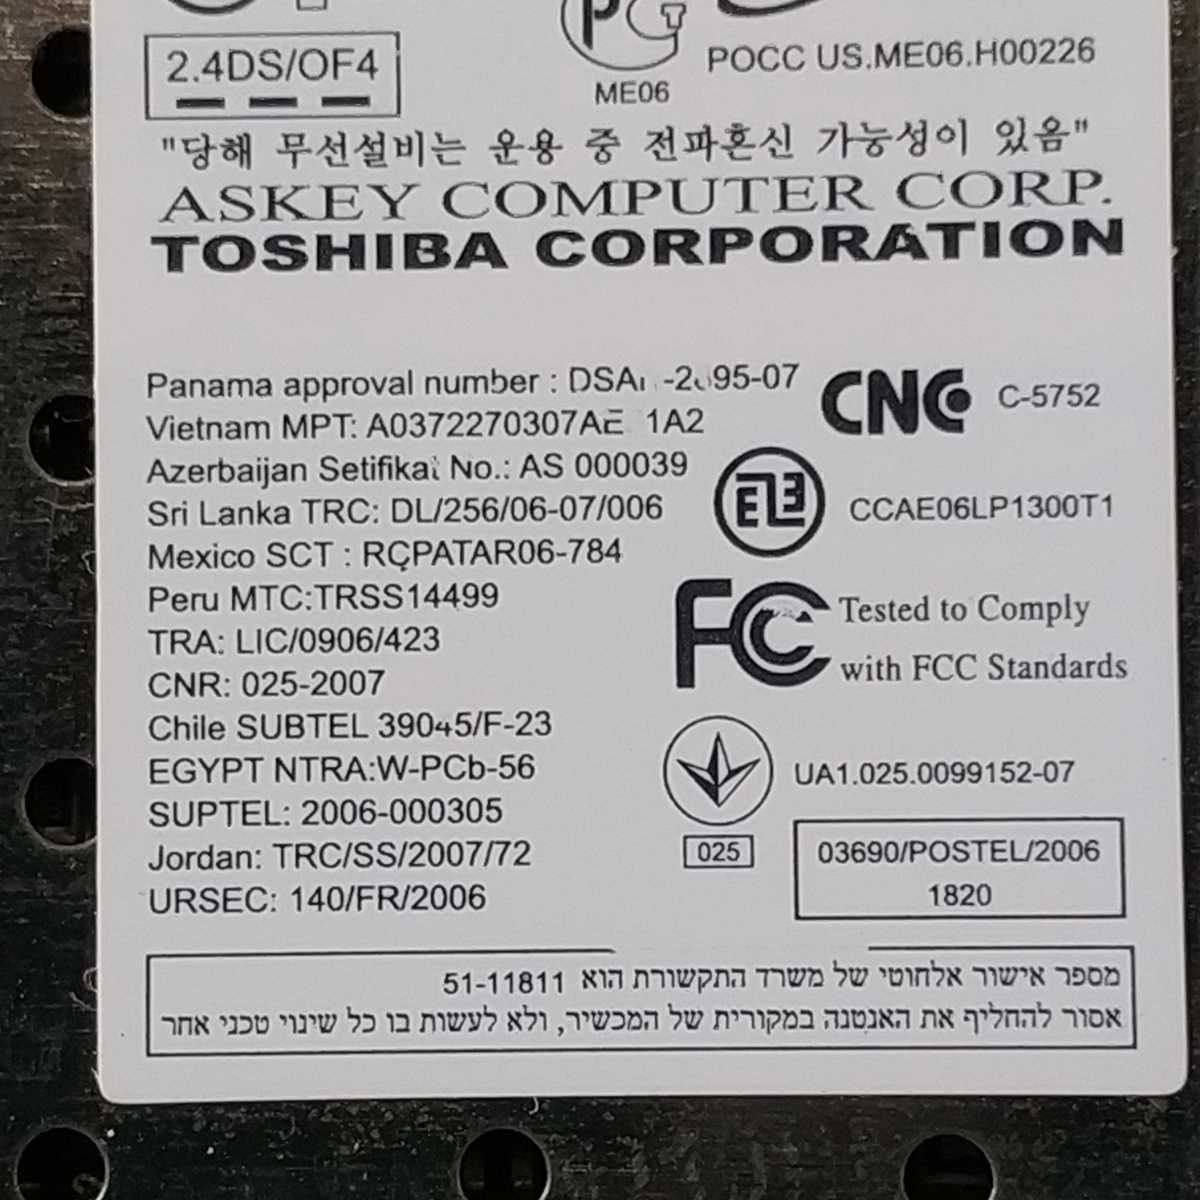 2.4DS/OF4
ME06
POCC US.ME06.H00226
"당해 무선설비는 운용 중 전파혼신 가능성이 있음"
ASKEY COMPUTER CORP.
TOSHIBA CORPORATION
Panama approval number :
CNC C-5752
Vietnam MPT:
Azerbaijan Setifikat No.: AS 000039
CCAE06LP1300T1
Sri Lanka TRC: DL/256/06-07/006
Mexico SCT : RCPATAR06-784
Peru MTC:TRSS14499
FC Tested to Comply
with FCC Standards
TRA: LIC/0906/423
CNR: 025-2007
Chile SUBTEL 39045/F-23
EGYPT NTRA:W-PCb-56
UA1.025.0099152-07
SUPTEL: 2006-000305
Jordan: TRC/SS/2007/72
025
03690/POSTEL/2006
1820
URSEC: 140/FR/2006
מספר אישור אלחוטי של משרד התקשורת הוא 51-11811
אסור להחליף את האנטנה במקורית של המכשיר, ולא לעשות בו כל שינוי טכני אחר